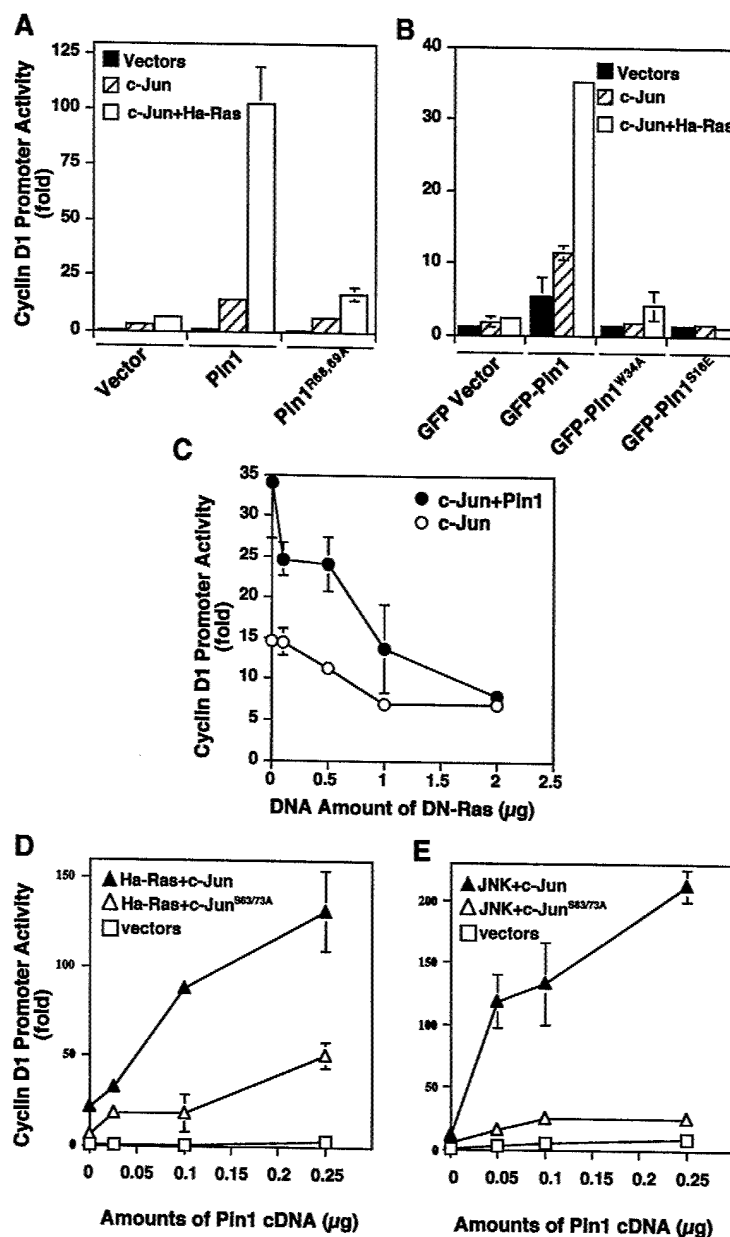 A
Cyclin D1 Promoter Activity
(fold)
125
100
75
50
25
0
Vectors
c-Jun
c-Jun+Ha-Ras
Vector
Pin1
Pin1R68,69A
B
40
30
20
10
0
Vectors
c-Jun
c-Jun+Ha-Ras
GFP Vector
GFP-Pin1
GFP-Pin1W34A
GFP-Pin1S16E
C
Cyclin D1 Promoter Activity
(fold)
35
30
25
20
15
10
5
0
c-Jun+Pin1
c-Jun
0 0.5 1 1.5 2 2.5
DNA Amount of DN-Ras (µg)
D
Cyclin D1 Promoter Activity
(fold)
150
100
50
0
Ha-Ras+c-Jun
Ha-Ras+c-JunS63/73A
vectors
0 0.05 0.1 0.15 0.20 0.25
Amounts of Pin1 cDNA (µg)
E
200
150
100
50
0
JNK+c-Jun
JNK+c-JunS63/73A
vectors
0 0.05 0.1 0.15 0.20 0.25
Amounts of Pin1 cDNA (µg)